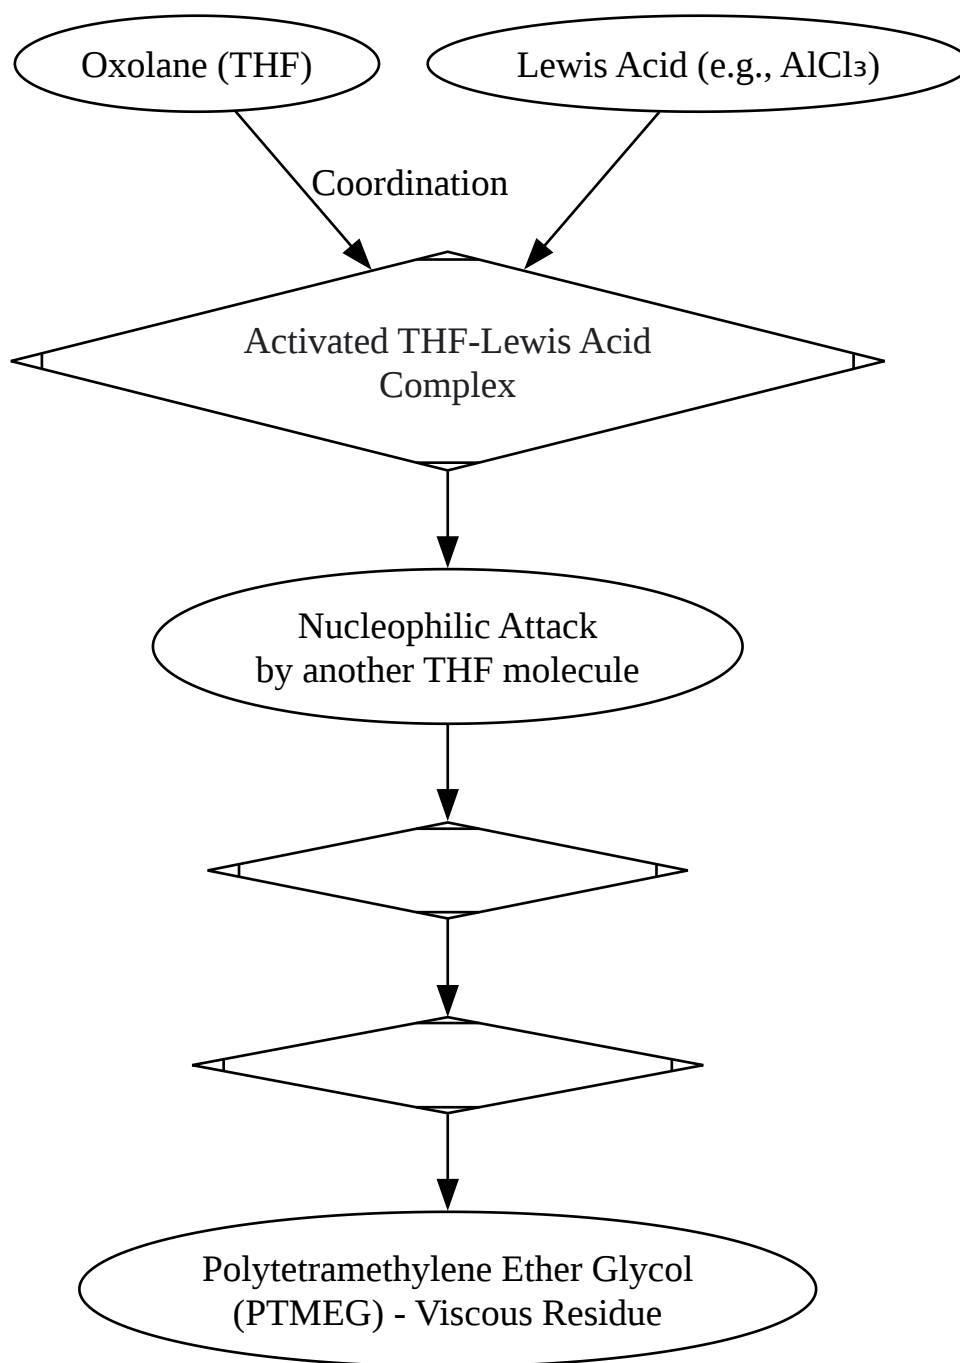 Oxolane (THF)
Lewis Acid (e.g., AlCl₃)
Coordination
Activated THF-Lewis Acid
Complex
Nucleophilic Attack
by another THF molecule
Polytetramethylene Ether Glycol
(PTMEG) - Viscous Residue